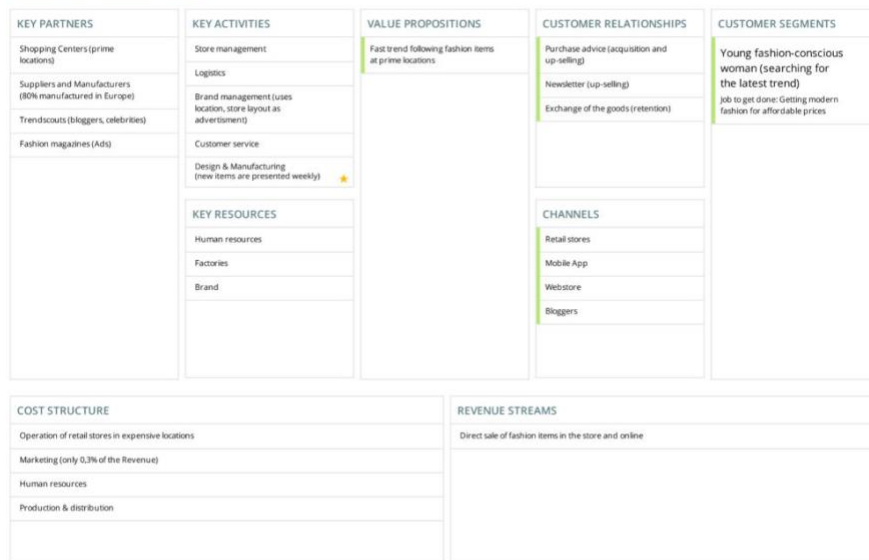 KEY PARTNERS
Shopping Centers (prime
locations)
Suppliers and Manufacturers
(80% manufactured in Europe)
Trendscouts (bloggers, celebrities)
Fashion magazines (Ads)
KEY ACTIVITIES
Store management
Logistics
Brand management (uses
location, store layout as
advertisment)
Customer service
Design & Manufacturing
(new items are presented weekly)
KEY RESOURCES
Human resources
Factories
Brand
VALUE PROPOSITIONS
Fast trend following fashion items
at prime locations
CUSTOMER RELATIONSHIPS
Purchase advice (acquisition and
up-selling)
Newsletter (up-selling)
Exchange of the goods (retention)
CHANNELS
Retail stores
Mobile App
Webstore
Bloggers
CUSTOMER SEGMENTS
Young fashion-conscious
woman (searching for
the latest trend)
Job to get done: Getting modern
fashion for affordable prices
COST STRUCTURE
Operation of retail stores in expensive locations
Marketing (only 0,3% of the Revenue)
Human resources
Production & distribution
REVENUE STREAMS
Direct sale of fashion items in the store and online